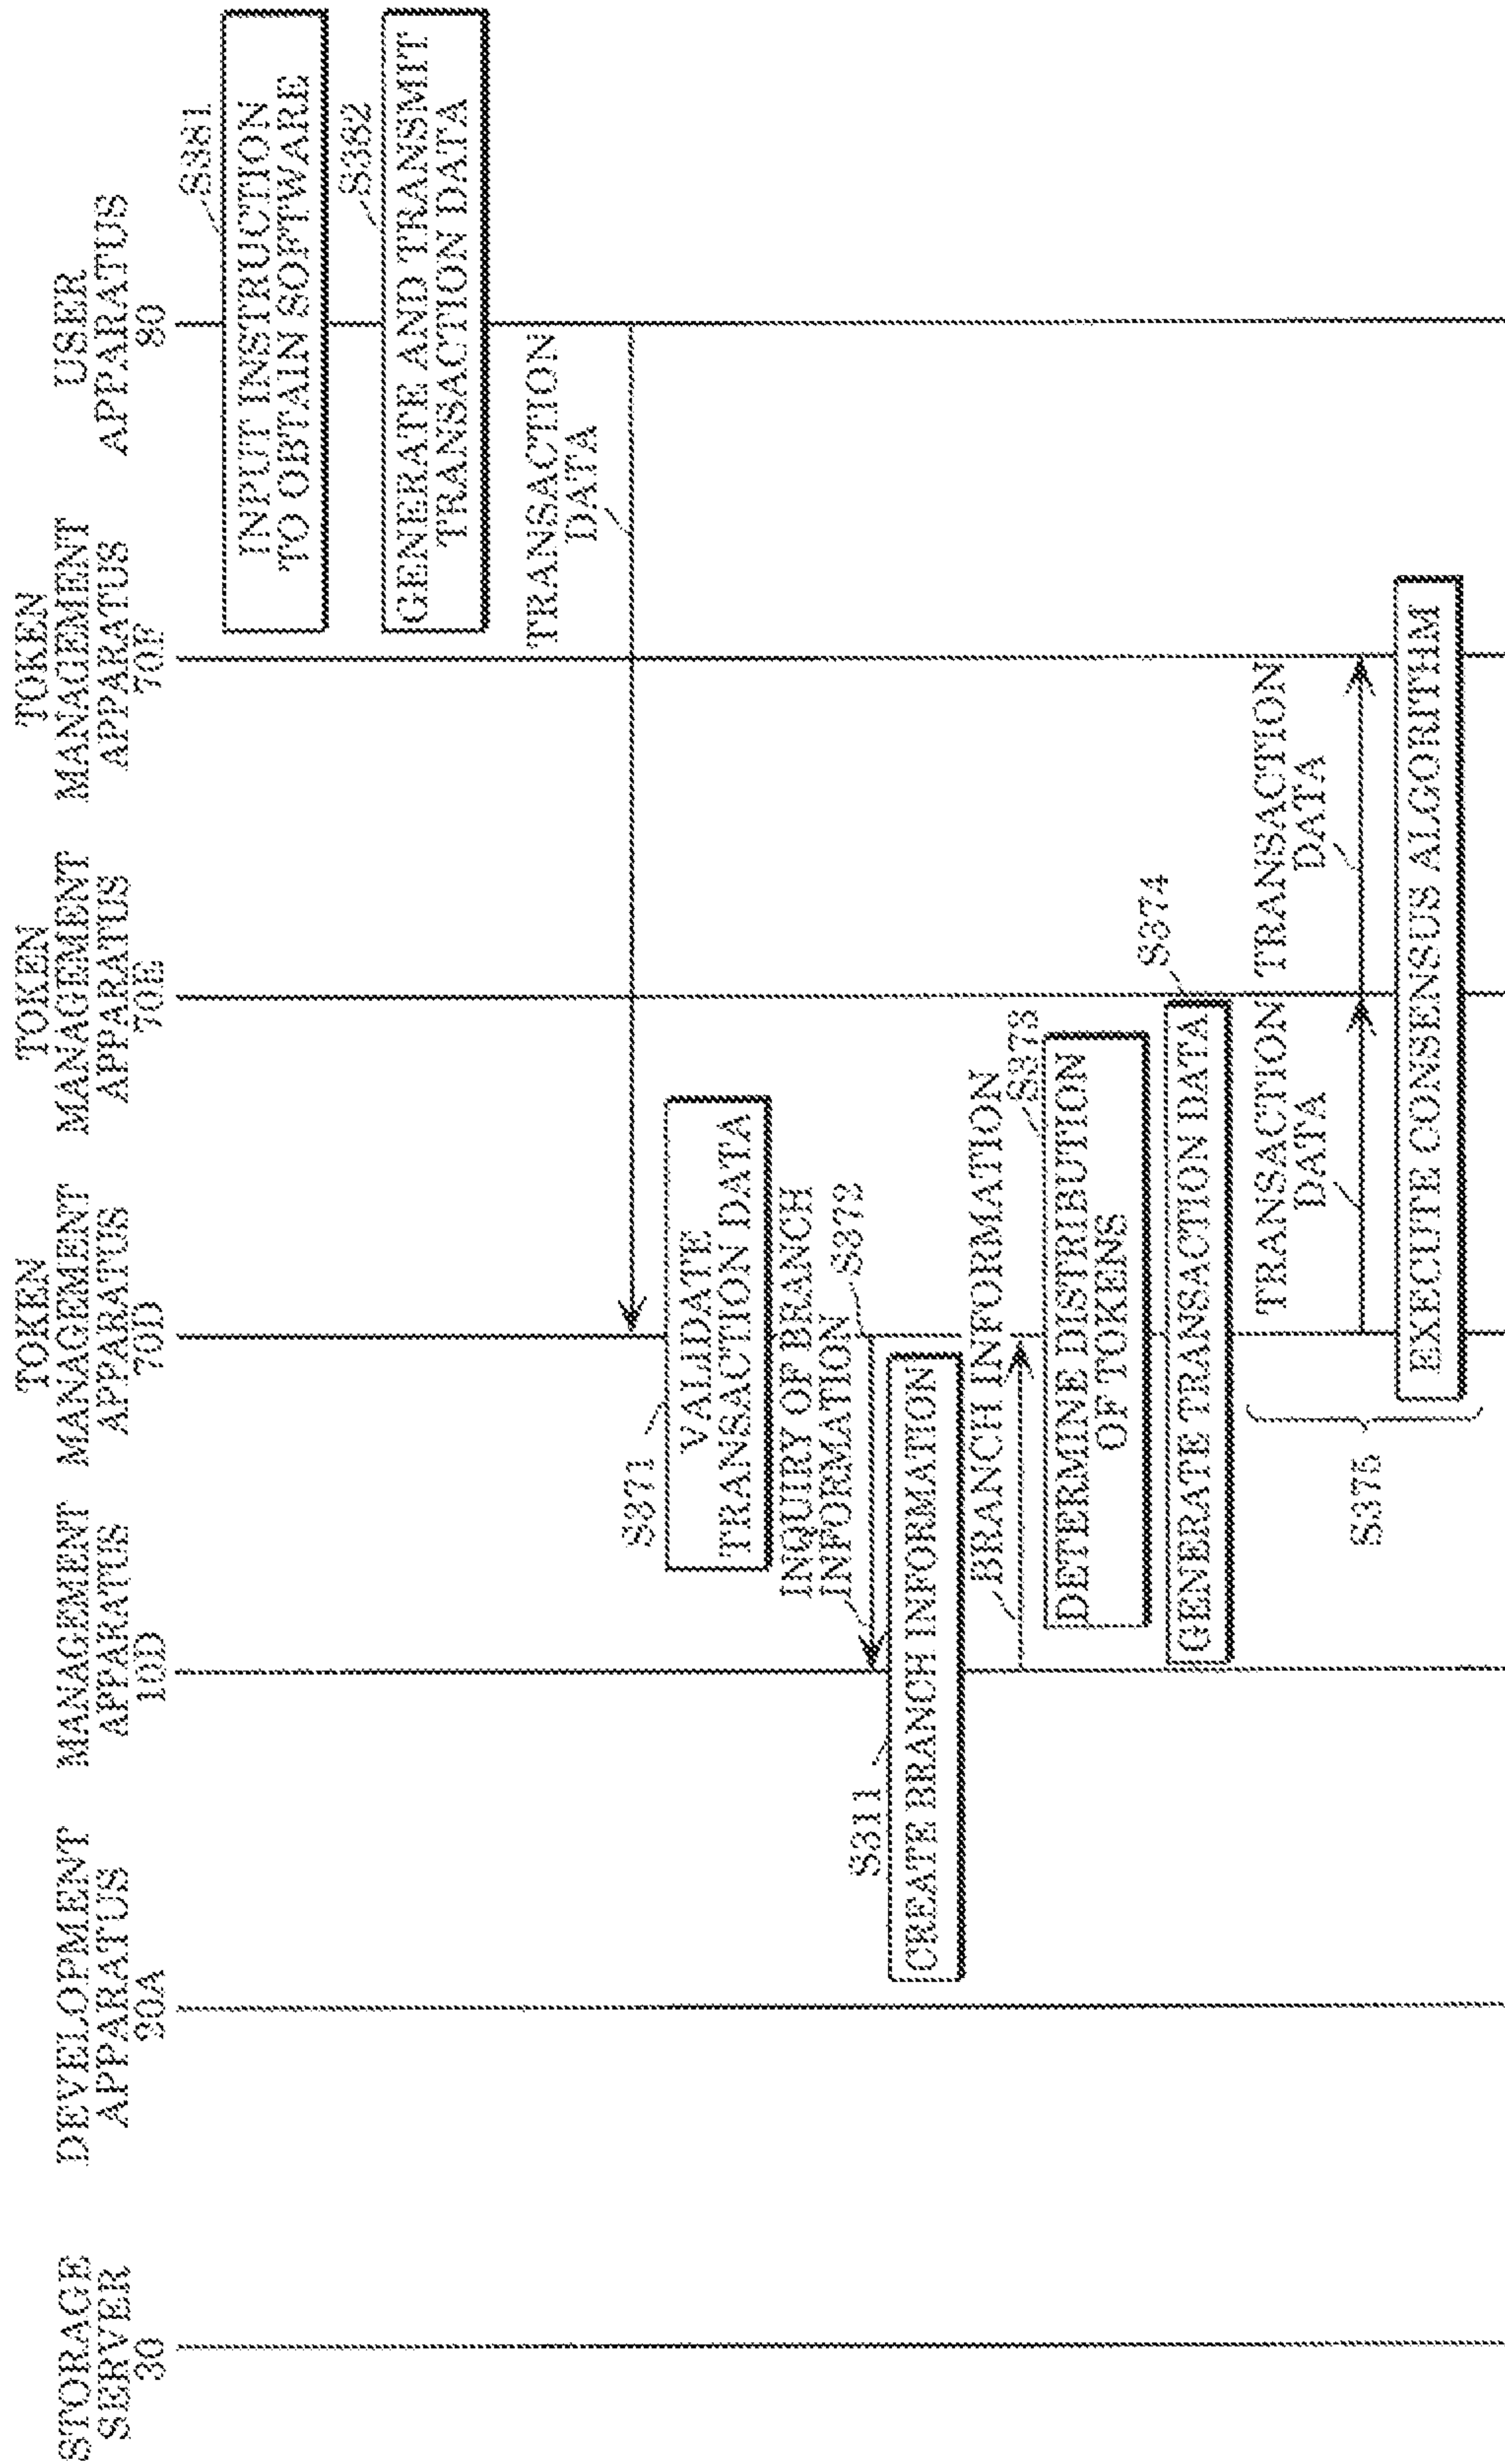 STORAGE
SERVER
30
DEVELOPMENT
APPARATUS
20A
MANAGEMENT
APPARATUS
10D
TOKEN
MANAGEMENT
APPARATUS
70D
TOKEN
MANAGEMENT
APPARATUS
70E
TOKEN
MANAGEMENT
APPARATUS
70F
USER
APPARATUS
80
S381
INPUT INSTRUCTION
TO OBTAIN SOFTWARE
S382
GENERATE AND TRANSMIT
TRANSACTION DATA
TRANSACTION
DATA
S371
VALIDATE
TRANSACTION DATA
INQUIRY OF BRANCH
INFORMATION
S372
S311
CREATE BRANCH INFORMATION
BRANCH INFORMATION
S373
DETERMINE DISTRIBUTION
OF TOKENS
S374
GENERATE TRANSACTION DATA
TRANSACTION
DATA
TRANSACTION
DATA
S375
EXECUTE CONSENSUS ALGORITHM